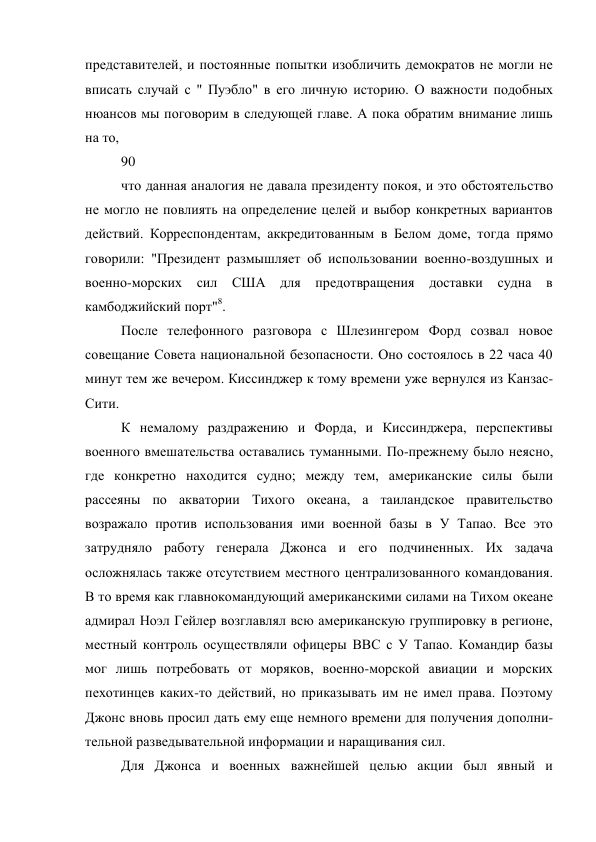 представителей, и постоянные попытки изобличить демократов не могли не
вписать случай с " Пуэбло" в его личную историю. О важности подобных
нюансов мы поговорим в следующей главе. А пока обратим внимание лишь
на то,
90
что данная аналогия не давала президенту покоя, и это обстоятельство
не могло не повлиять на определение целей и выбор конкретных вариантов
действий. Корреспондентам, аккредитованным в Белом доме, тогда прямо
говорили: "Президент размышляет об использовании военно-воздушных и
военно-морских сил США для предотвращения доставки судна в
камбоджийский порт"8.
После телефонного разговора с Шлезингером Форд созвал новое
совещание Совета национальной безопасности. Оно состоялось в 22 часа 40
минут тем же вечером. Киссинджер к тому времени уже вернулся из Канзас-
Сити.
К немалому раздражению и Форда, и Киссинджера, перспективы
военного вмешательства оставались туманными. По-прежнему было неясно,
где конкретно находится судно; между тем, американские силы были
рассеяны по акватории Тихого океана, а таиландское правительство
возражало против использования ими военной базы в У Тапао. Все это
затрудняло работу генерала Джонса и его подчиненных. Их задача
осложнялась также отсутствием местного централизованного командования.
В то время как главнокомандующий американскими силами на Тихом океане
адмирал Ноэл Гейлер возглавлял всю американскую группировку в регионе,
местный контроль осуществляли офицеры ВВС с У Тапао. Командир базы
мог лишь потребовать от моряков, военно-морской авиации и морских
пехотинцев каких-то действий, но приказывать им не имел права. Поэтому
Джонс вновь просил дать ему еще немного времени для получения дополни-
тельной разведывательной информации и наращивания сил.
Для Джонса и военных важнейшей целью акции был явный и